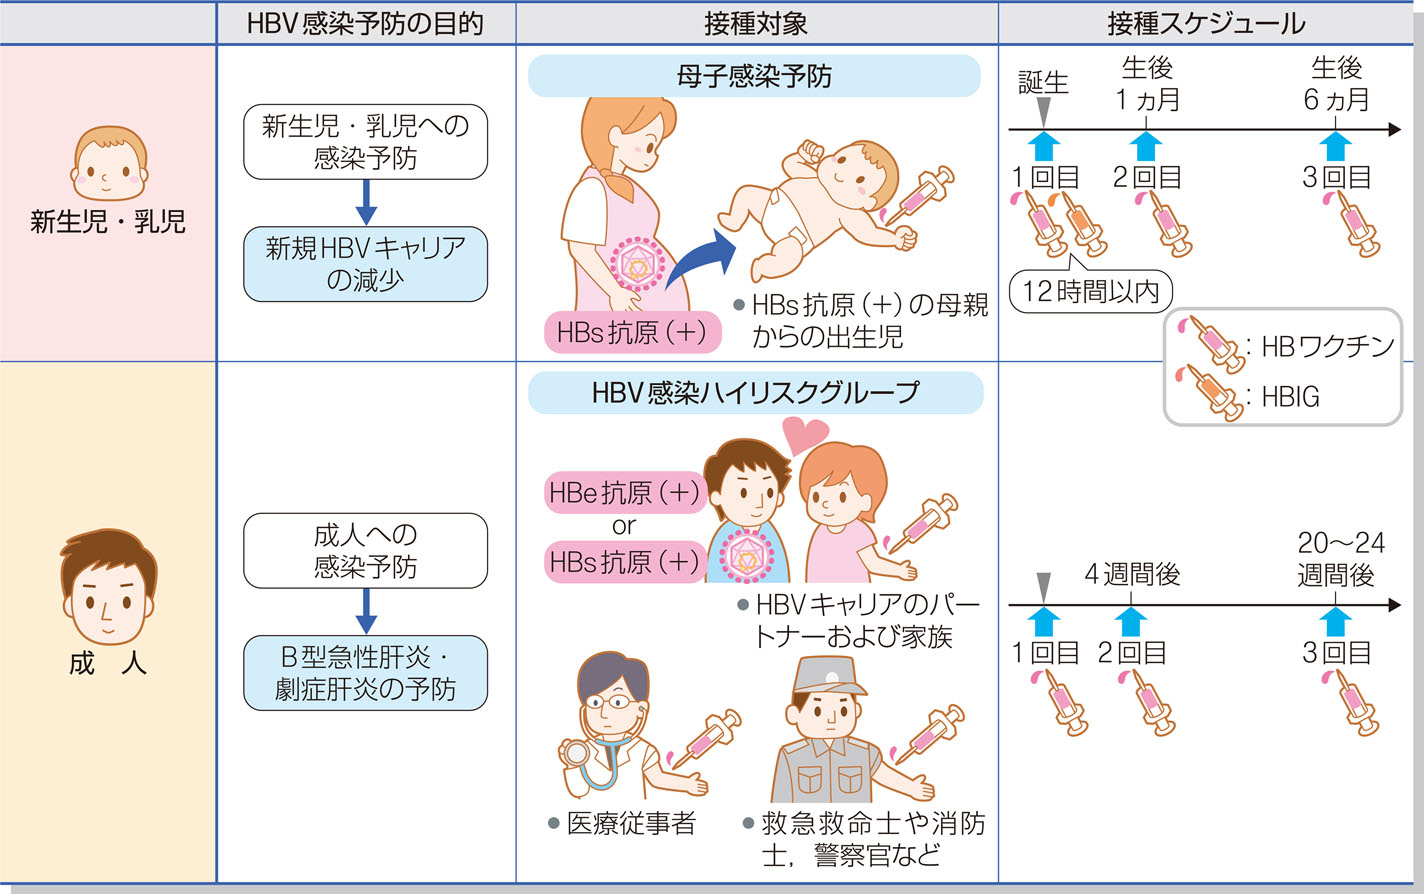 HBV感染予防の目的
接種対象
接種スケジュール
新生児・乳児
新生児・乳児への
感染予防
新規HBVキャリア
の減少
母子感染予防
HBs抗原(+)
● HBs抗原(+)の母親
からの出生児
誕生
生後
1ヵ月
生後
6ヵ月
1回目
2回目
3回目
12時間以内
:HBワクチン
:HBIG
成 人
成人への
感染予防
B型急性肝炎・
劇症肝炎の予防
HBV感染ハイリスクグループ
HBe抗原(+)
or
HBs抗原(+)
● HBVキャリアのパー
トナーおよび家族
● 医療従事者
● 救急救命士や消防
士,警察官など
4週間後
20〜24
週間後
1回目
2回目
3回目